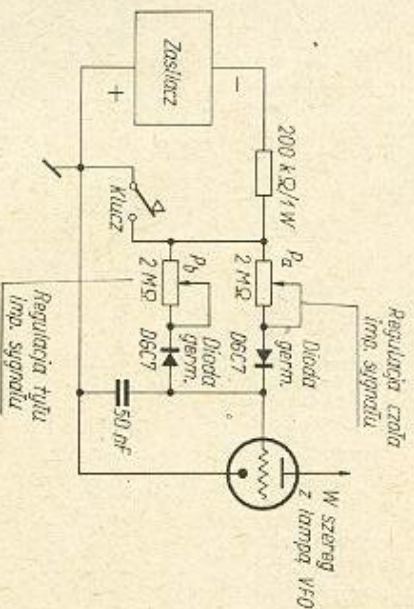 Zasilacz
−
+
200 kΩ/1W
Klucz
Pa
2 MΩ
Pb
2 MΩ
Regulacja czoła
imp. sygnału
Dioda
germ.
DGC7
Dioda
germ.
DGC7
Regulacja tyłu
imp. sygnału
50 nF
W szereg
z lampą VFO